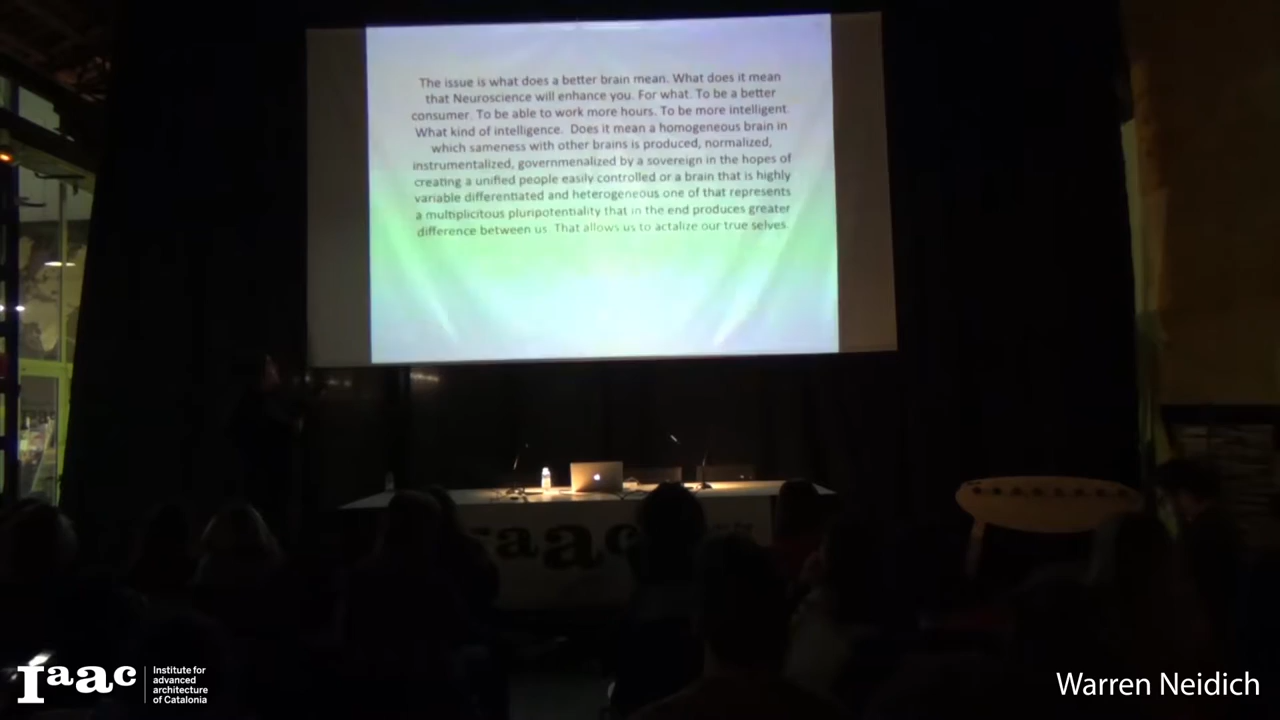 The issue is what does a better brain mean. What does it mean
that Neuroscience will enhance you. For what. To be a better
consumer. To be able to work more hours. To be more intelligent.
What kind of intelligence. Does it mean a homogeneous brain in
which sameness with other brains is produced, normalized,
instrumentalized, governmenalized by a sovereign in the hopes of
creating a unified people easily controlled or a brain that is highly
variable differentiated and heterogeneous one of that represents
a multiplicitous pluripotentiality that in the end produces greater
difference between us. That allows us to actalize our true selves.
Iaac
Iaac
Institute for
advanced
architecture
of Catalonia
Warren Neidich